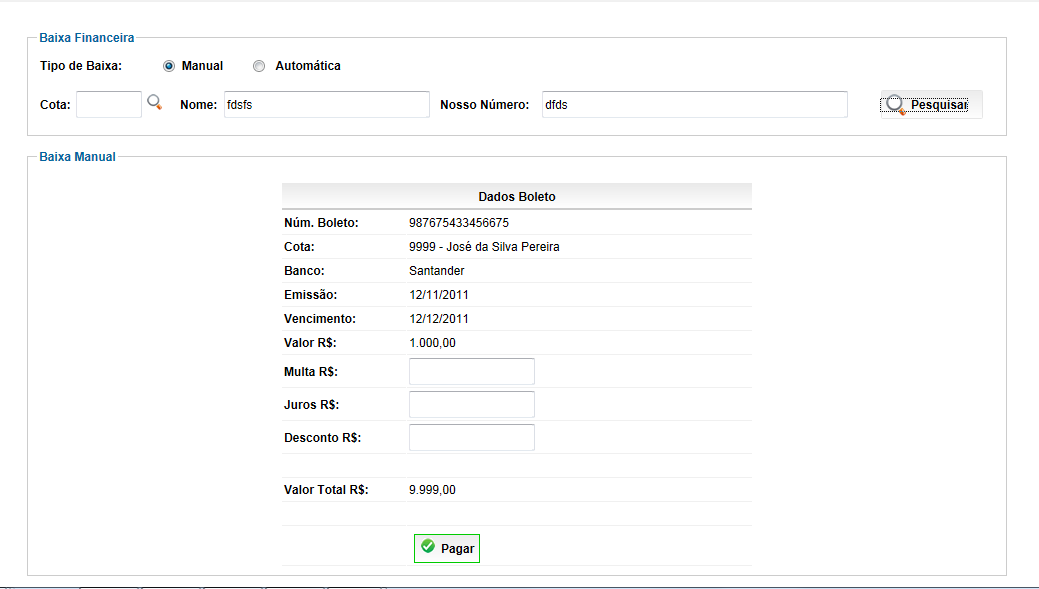 Baixa Financeira
Tipo de Baixa: Manual Automática
Cota: Nome: fdsfs Nosso Número: dfds Pesquisar
Baixa Manual
Dados Boleto
Núm. Boleto: 987675433456675
Cota: 9999 - José da Silva Pereira
Banco: Santander
Emissão: 12/11/2011
Vencimento: 12/12/2011
Valor R$: 1.000,00
Multa R$:
Juros R$:
Desconto R$:
Valor Total R$: 9.999,00
Pagar